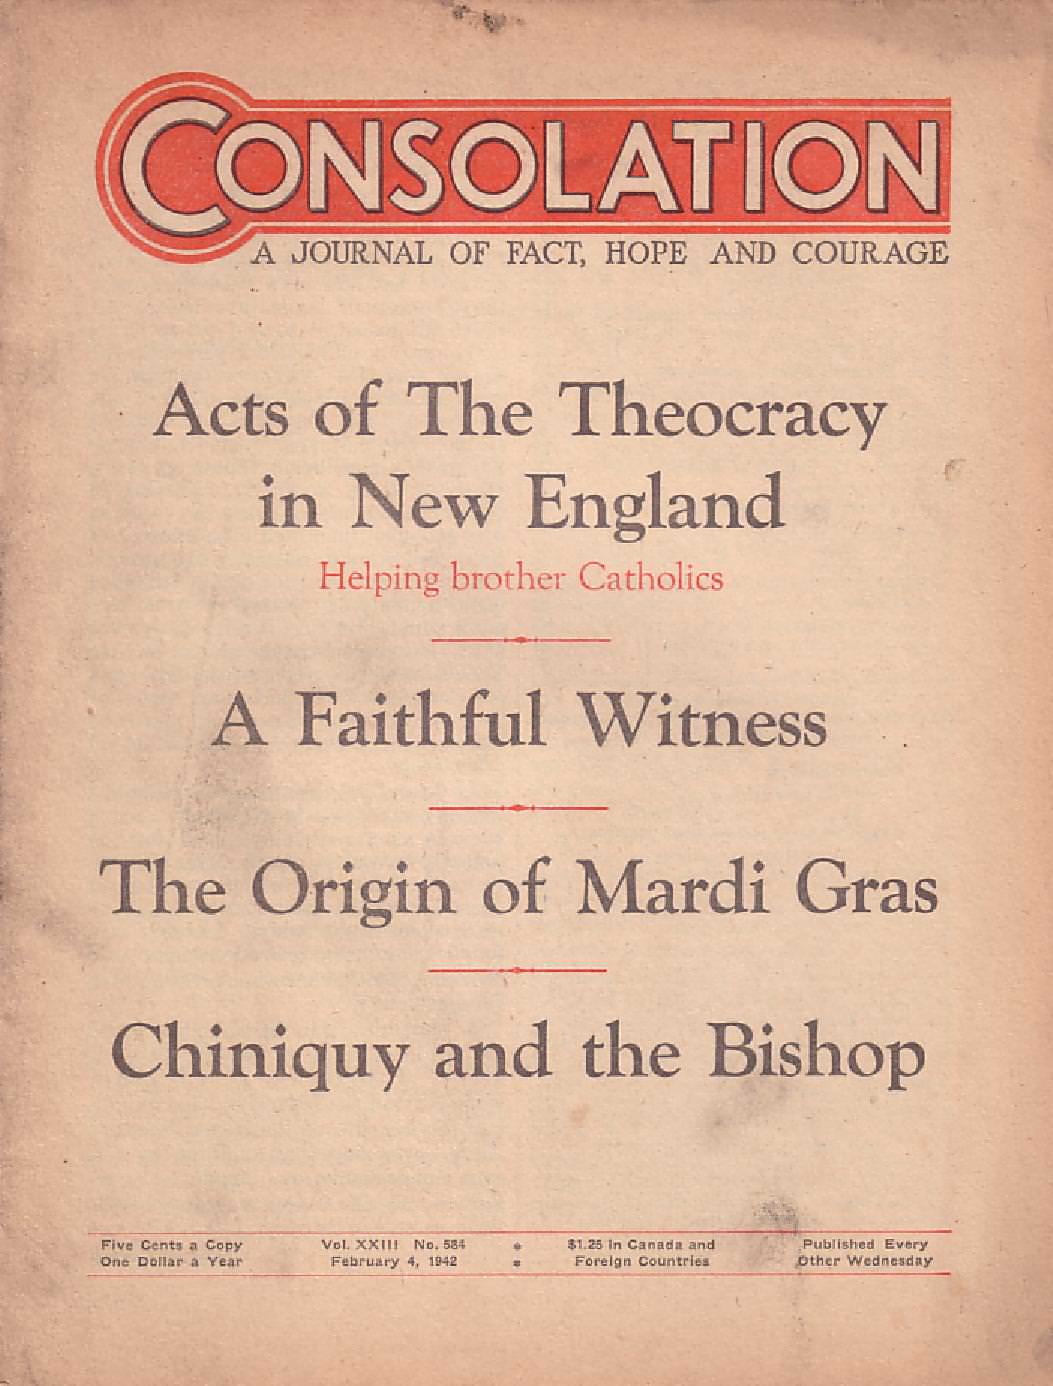 CONSOLATION
A JOURNAL OF FACT, HOPE AND COURAGE
Acts of The Theocracy
in New England
Helping brother Catholics
A Faithful Witness
The Origin of Mardi Gras
Chiniquy and the Bishop
Five Cents a Copy
One Dollar a Year
Vol. XXIII No. 584
February 4, 1942
$1.25 in Canada and
Foreign Countries
Published Every
Other Wednesday